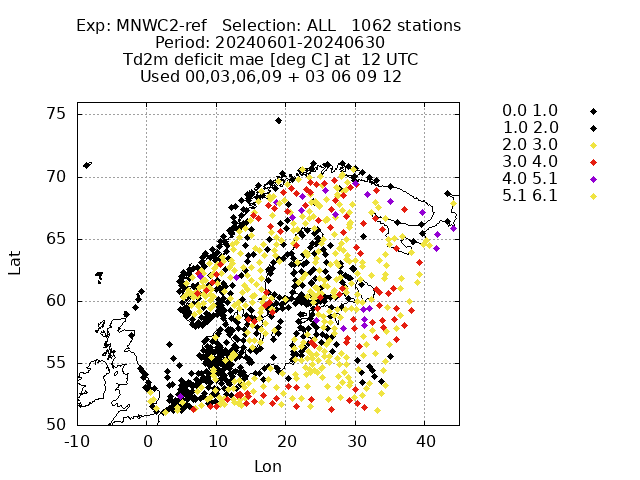 Exp: MNWC2-ref   Selection: ALL   1062 stations
Period: 20240601-20240630
Td2m deficit mae [deg C] at  12 UTC
Used 00,03,06,09 + 03 06 09 12
75
70
65
60
55
50
Lat
-10 0 10 20 30 40
Lon
0.0 1.0
1.0 2.0
2.0 3.0
3.0 4.0
4.0 5.1
5.1 6.1